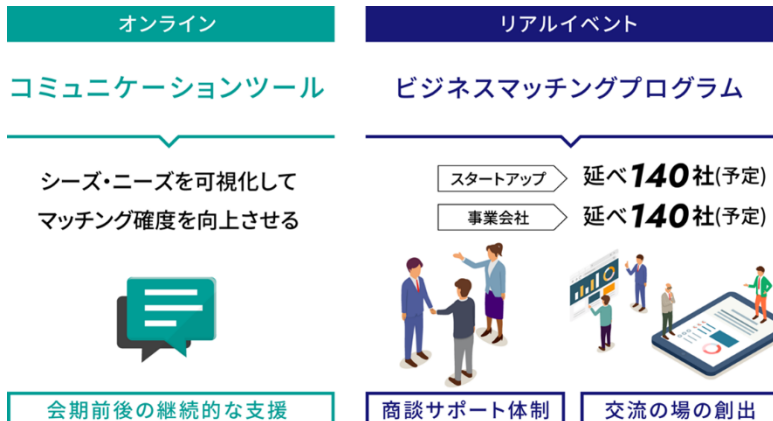 オンライン
コミュニケーションツール
シーズ・ニーズを可視化して
マッチング確度を向上させる
会期前後の継続的な支援
リアルイベント
ビジネスマッチングプログラム
スタートアップ 延べ140社(予定)
事業会社 延べ140社(予定)
商談サポート体制
交流の場の創出